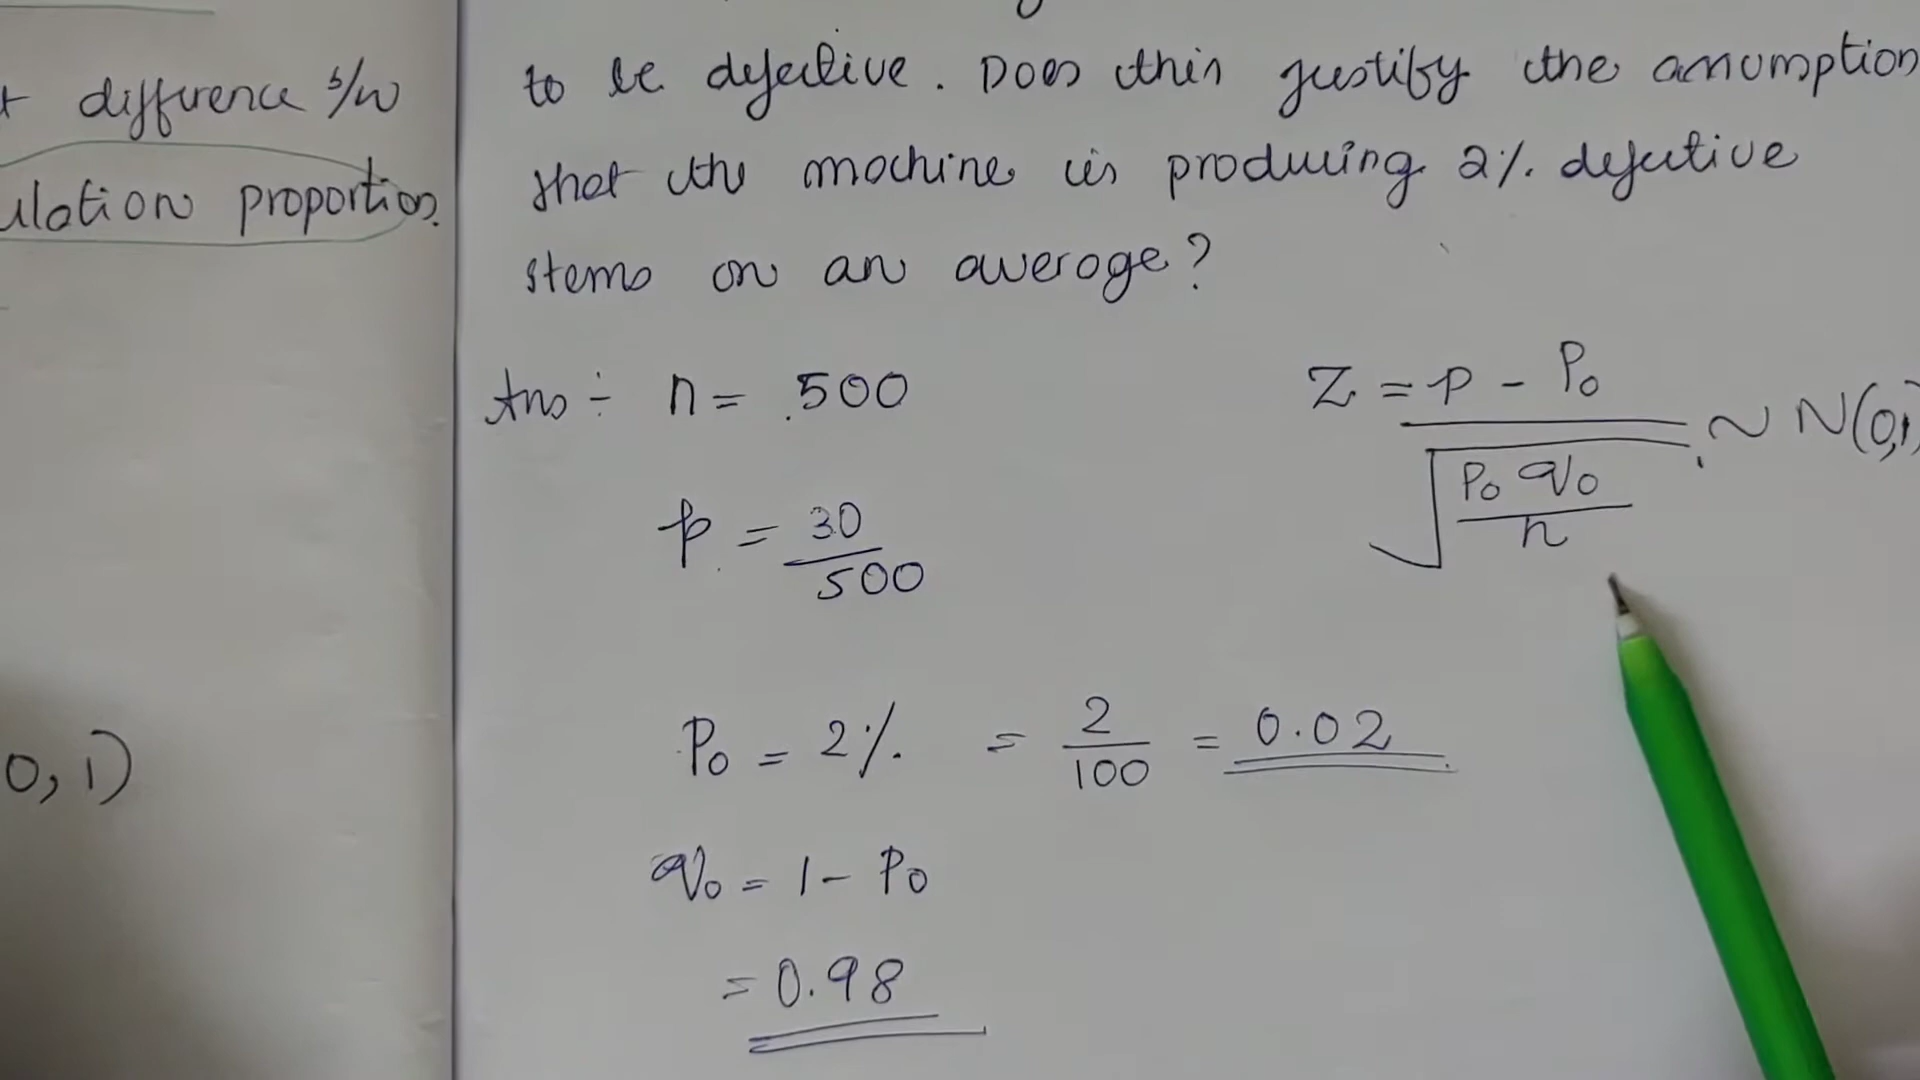 difference b/w
proportion.
0, 1)
to be defective. Does this justify the assumption
that the machine is producing 2% defective
items on an average?
Ans:- n = 500
Z = p - P0 / √(P0 q0 / n) ~ N(0,1)
p = 30/500
P0 = 2% = 2/100 = 0.02
q0 = 1 - P0
= 0.98